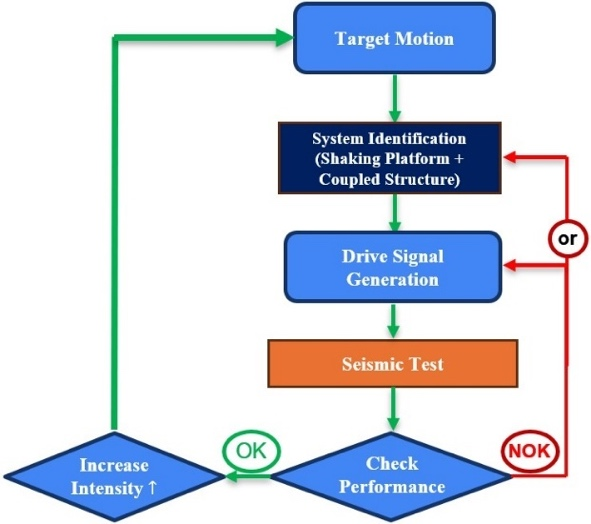 Target Motion
System Identification
(Shaking Platform +
Coupled Structure)
or
Drive Signal
Generation
Seismic Test
OK
NOK
Increase
Intensity ↑
Check
Performance